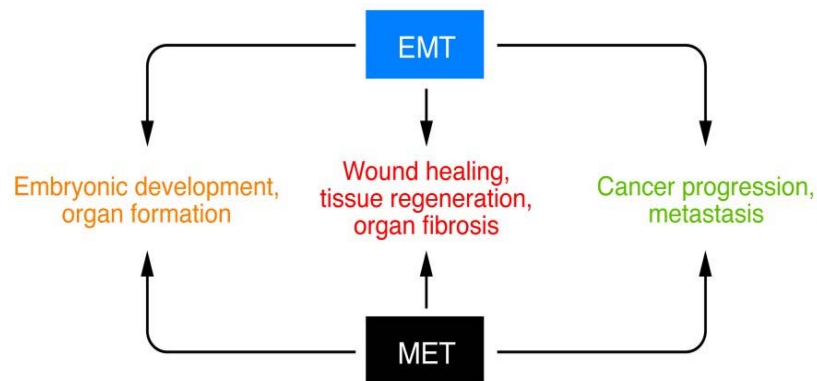 EMT
Embryonic development,
organ formation
Wound healing,
tissue regeneration,
organ fibrosis
Cancer progression,
metastasis
MET